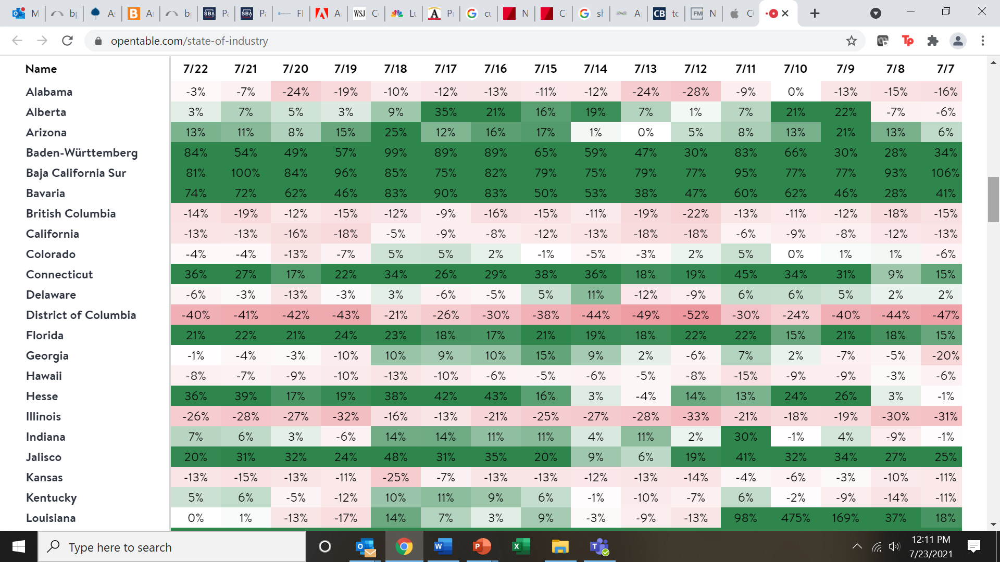 M bp A A b Pa Pa Fl A WSJ C Lu A P cu N C sh A CB tc FM N C
opentable.com/state-of-industry Tp
Name 7/22 7/21 7/20 7/19 7/18 7/17 7/16 7/15 7/14 7/13 7/12 7/11 7/10 7/9 7/8 7/7
Alabama -3% -7% -24% -19% -10% -12% -13% -11% -12% -24% -28% -9% 0% -13% -15% -16%
Alberta 3% 7% 5% 3% 9% 35% 21% 16% 19% 7% 1% 7% 21% 22% -7% -6%
Arizona 13% 11% 8% 15% 25% 12% 16% 17% 1% 0% 5% 8% 13% 21% 13% 6%
Baden-Württemberg 84% 54% 49% 57% 99% 89% 89% 65% 59% 47% 30% 83% 66% 30% 28% 34%
Baja California Sur 81% 100% 84% 96% 85% 75% 82% 79% 75% 79% 77% 95% 77% 77% 93% 106%
Bavaria 74% 72% 62% 46% 83% 90% 83% 50% 53% 38% 47% 60% 62% 46% 28% 41%
British Columbia -14% -19% -12% -15% -12% -9% -16% -15% -11% -19% -22% -13% -11% -12% -18% -15%
California -13% -13% -16% -18% -5% -9% -8% -12% -13% -18% -18% -6% -9% -8% -12% -13%
Colorado -4% -4% -13% -7% 5% 5% 2% -1% -5% -3% 2% 5% 0% 1% 1% -6%
Connecticut 36% 27% 17% 22% 34% 26% 29% 38% 36% 18% 19% 45% 34% 31% 9% 15%
Delaware -6% -3% -13% -3% 3% -6% -5% 5% 11% -12% -9% 6% 6% 5% 2% 2%
District of Columbia -40% -41% -42% -43% -21% -26% -30% -38% -44% -49% -52% -30% -24% -40% -44% -47%
Florida 21% 22% 21% 24% 23% 18% 17% 21% 19% 18% 22% 22% 15% 21% 18% 15%
Georgia -1% -4% -3% -10% 10% 9% 10% 15% 9% 2% -6% 7% 2% -7% -5% -20%
Hawaii -8% -7% -9% -10% -13% -10% -6% -5% -6% -5% -8% -15% -9% -9% -3% -6%
Hesse 36% 39% 17% 19% 38% 42% 43% 16% 3% -4% 14% 13% 24% 26% 3% -1%
Illinois -26% -28% -27% -32% -16% -13% -21% -25% -27% -28% -33% -21% -18% -19% -30% -31%
Indiana 7% 6% 3% -6% 14% 14% 11% 11% 4% 11% 2% 30% -1% 4% -9% -1%
Jalisco 20% 31% 32% 24% 48% 31% 35% 20% 9% 6% 19% 41% 32% 34% 27% 25%
Kansas -13% -15% -13% -11% -25% -7% -13% -13% -12% -13% -14% -4% -6% -3% -10% -11%
Kentucky 5% 6% -5% -12% 10% 11% 9% 6% -1% -10% -7% 6% -2% -9% -14% -11%
Louisiana 0% 1% -13% -17% 14% 7% 3% 9% -3% -9% -13% 98% 475% 169% 37% 18%
Type here to search
12:11 PM
7/23/2021